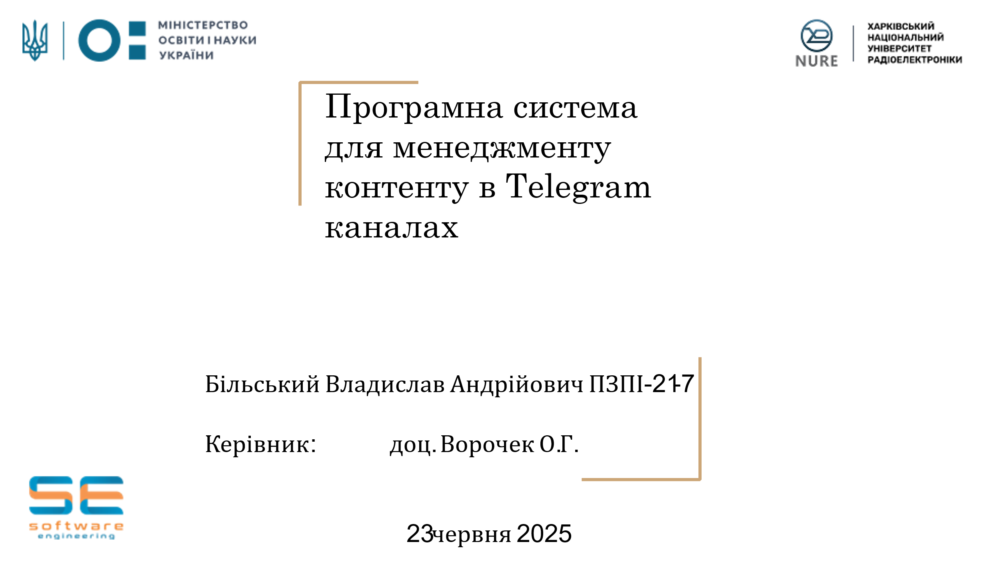 МІНІСТЕРСТВО
ОСВІТИ І НАУКИ
УКРАЇНИ
NURE
ХАРКІВСЬКИЙ
НАЦІОНАЛЬНИЙ
УНІВЕРСИТЕТ
РАДІОЕЛЕКТРОНІКИ
Програмна система
для менеджменту
контенту в Telegram
каналах
Більський Владислав Андрійович ПЗПІ-21-7
Керівник: доц. Ворочек О.Г.
SE
software
engineering
23 червня 2025